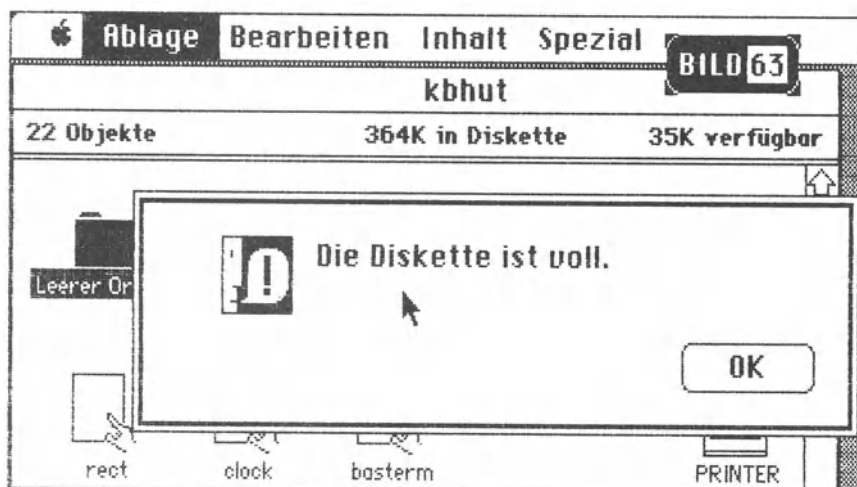 Ablage Bearbeiten Inhalt Spezial
BILD 63
kbhut
22 Objekte 364K in Diskette 35K verfügbar
Die Diskette ist voll.
Leerer Or
OK
rect clock basterm PRINTER